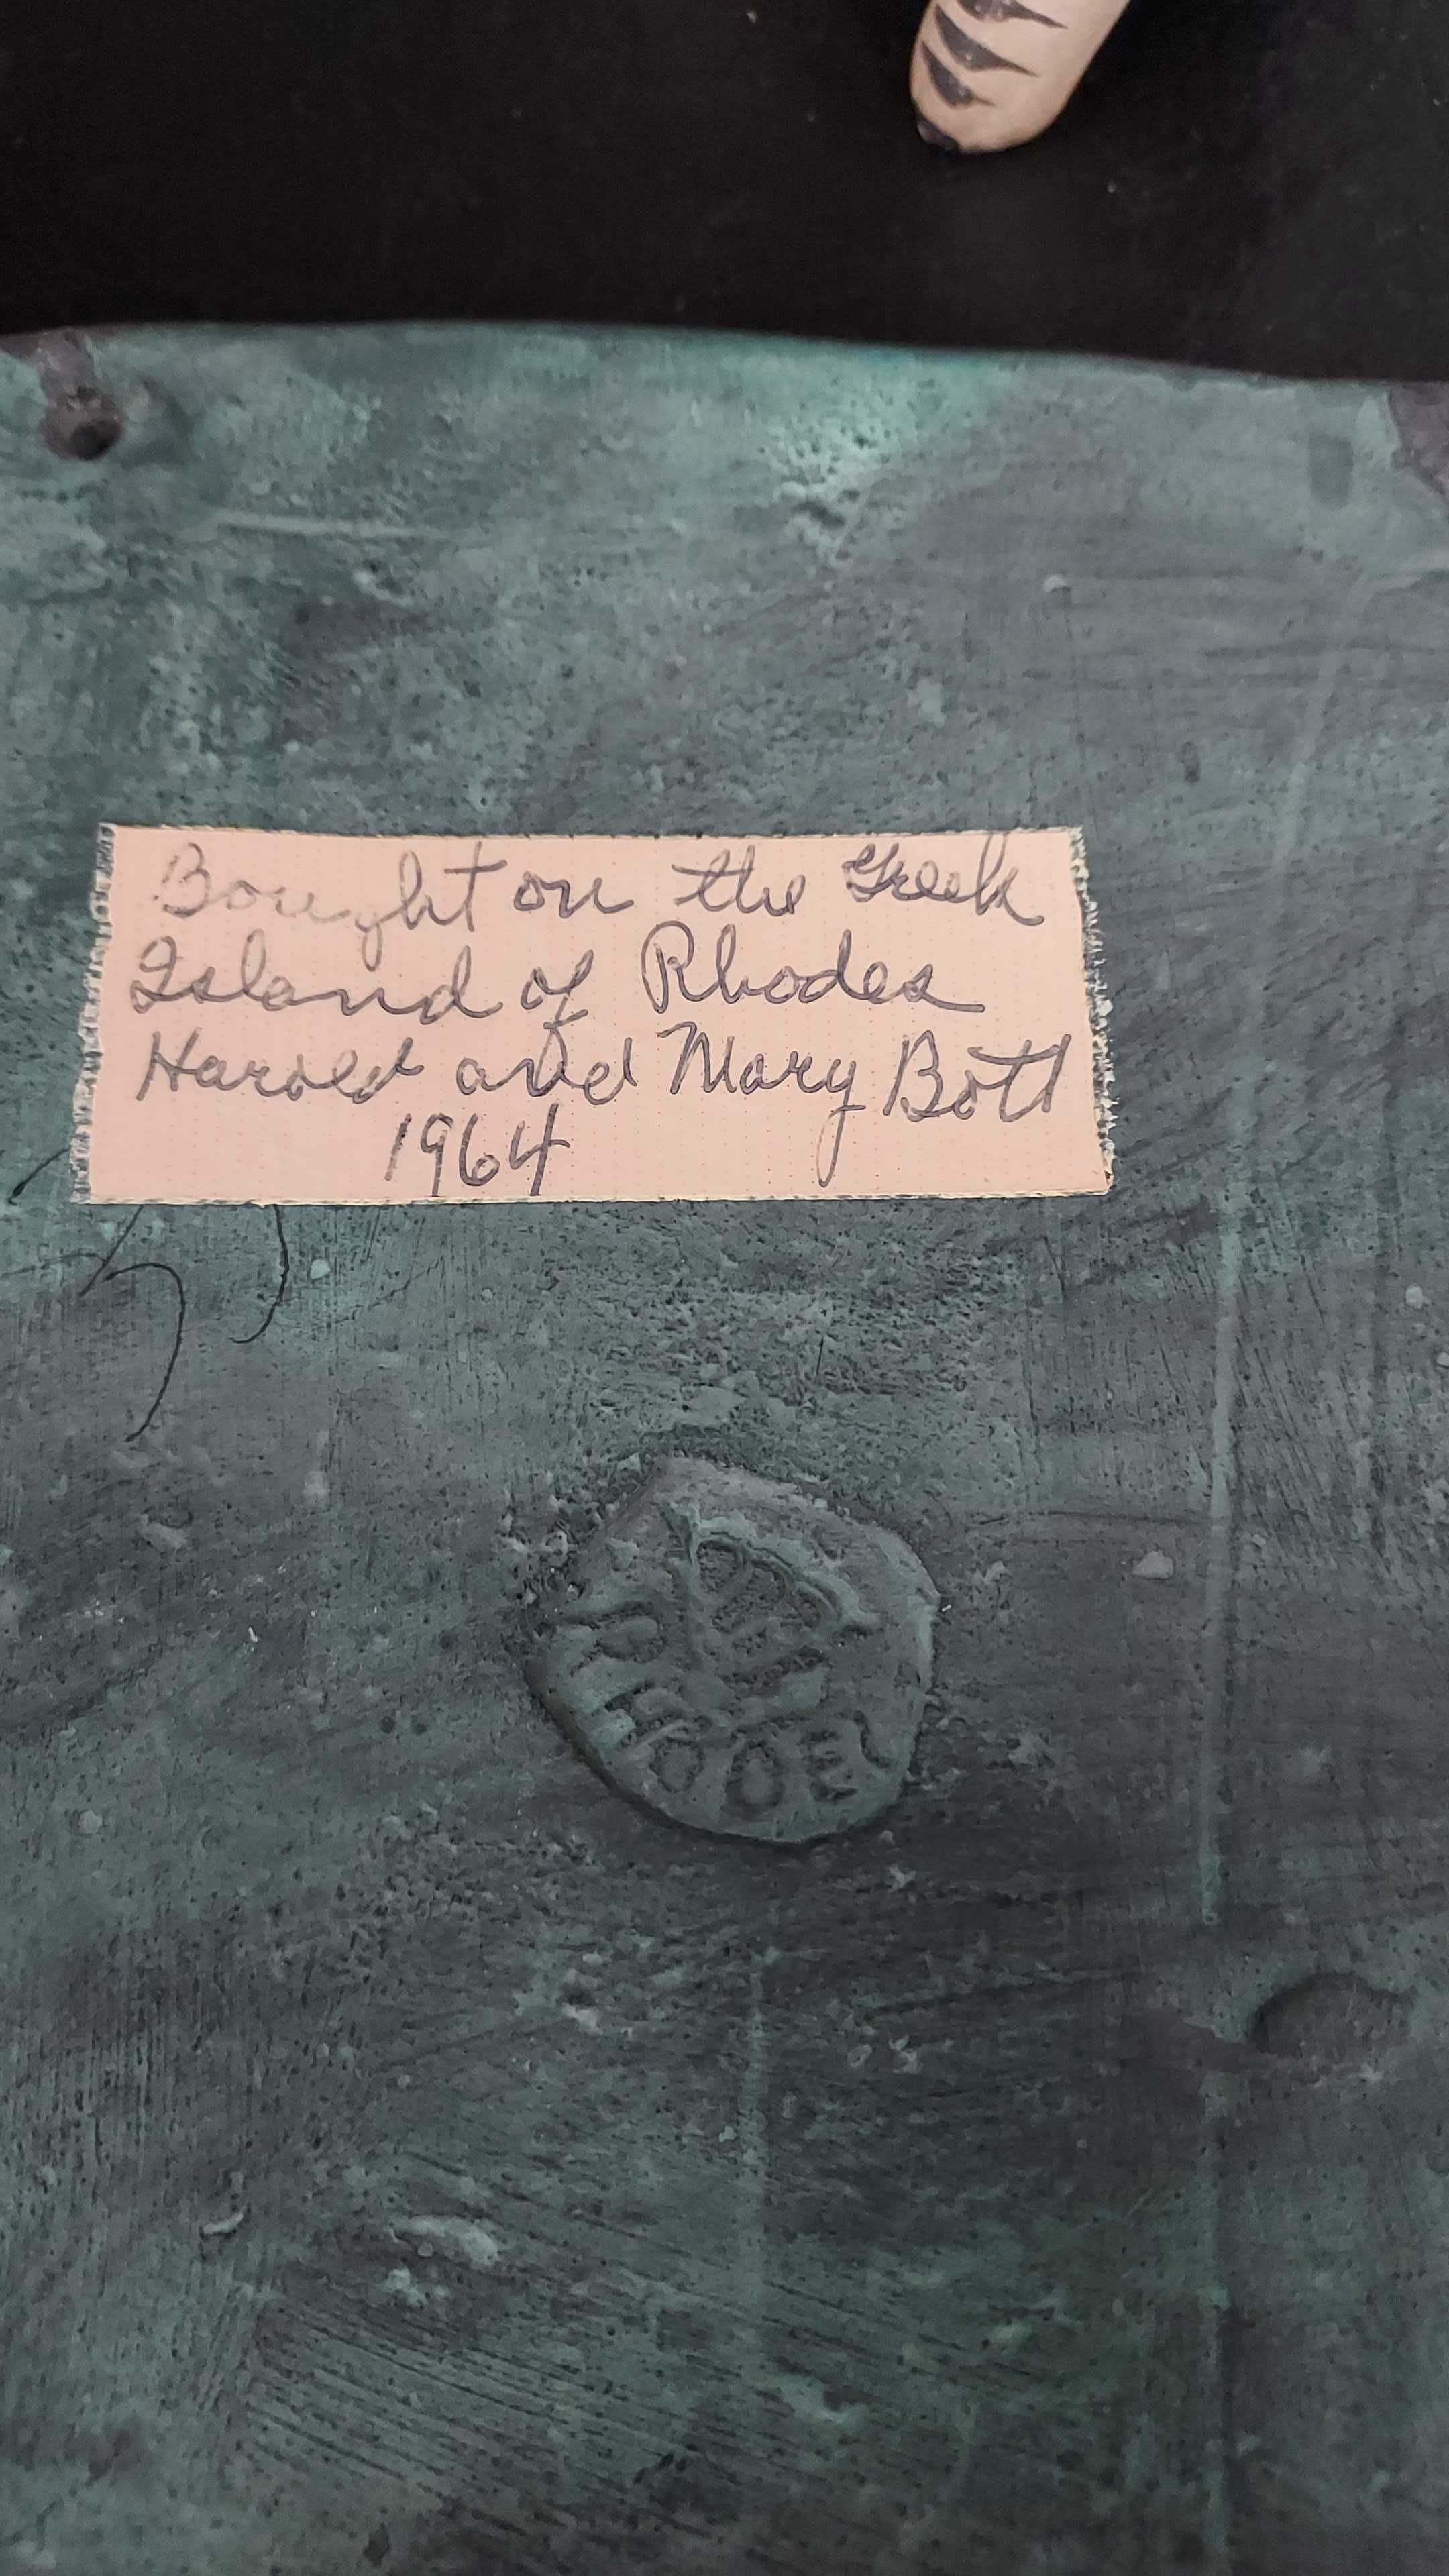 Bought on the Greek
Island of Rhodes
Harold and Mary Bott
1964